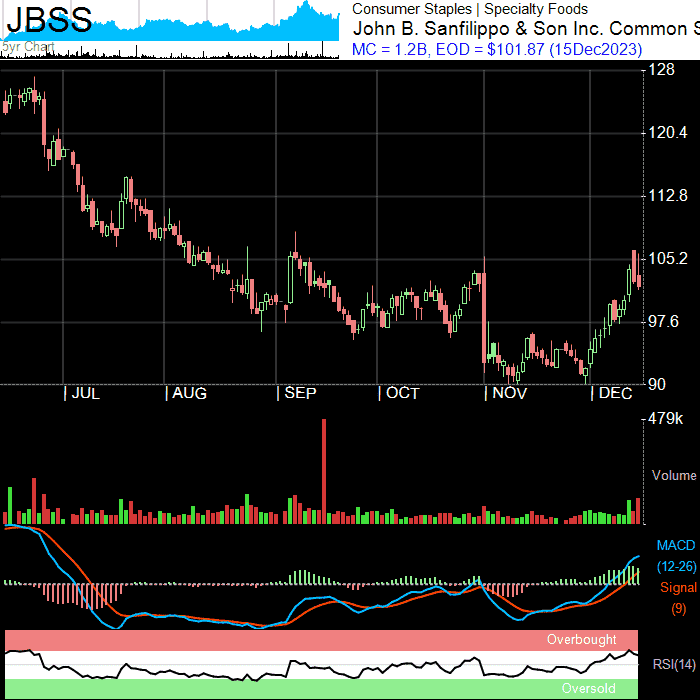 JBSS
5yr Chart
Consumer Staples | Specialty Foods
John B. Sanfilippo & Son Inc. Common S
MC = 1.2B, EOD = $101.87 (15Dec2023)
128
120.4
112.8
105.2
97.6
90
| JUL | AUG | SEP | OCT | NOV | DEC
479k
Volume
MACD
(12-26)
Signal
(9)
Overbought
RSI(14)
Oversold